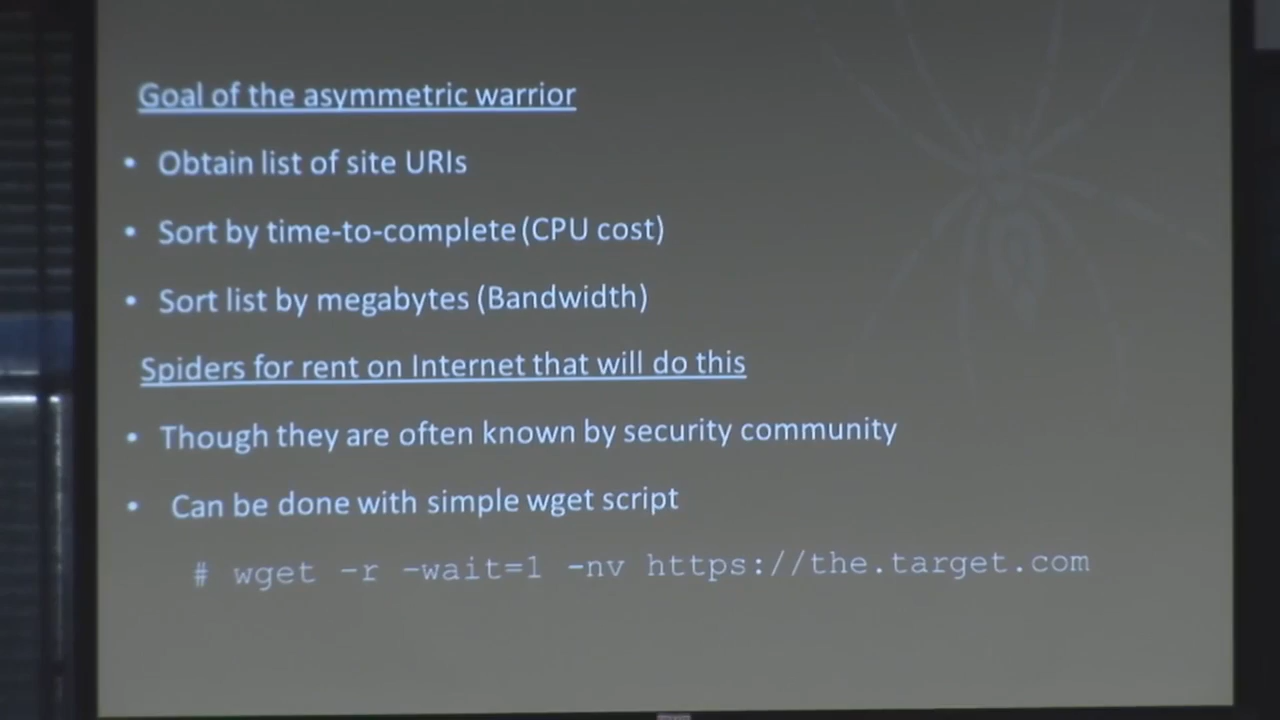 Goal of the asymmetric warrior
• Obtain list of site URIs
• Sort by time-to-complete (CPU cost)
• Sort list by megabytes (Bandwidth)
Spiders for rent on Internet that will do this
• Though they are often known by security community
• Can be done with simple wget script
# wget -r -wait=1 -nv https://the.target.com